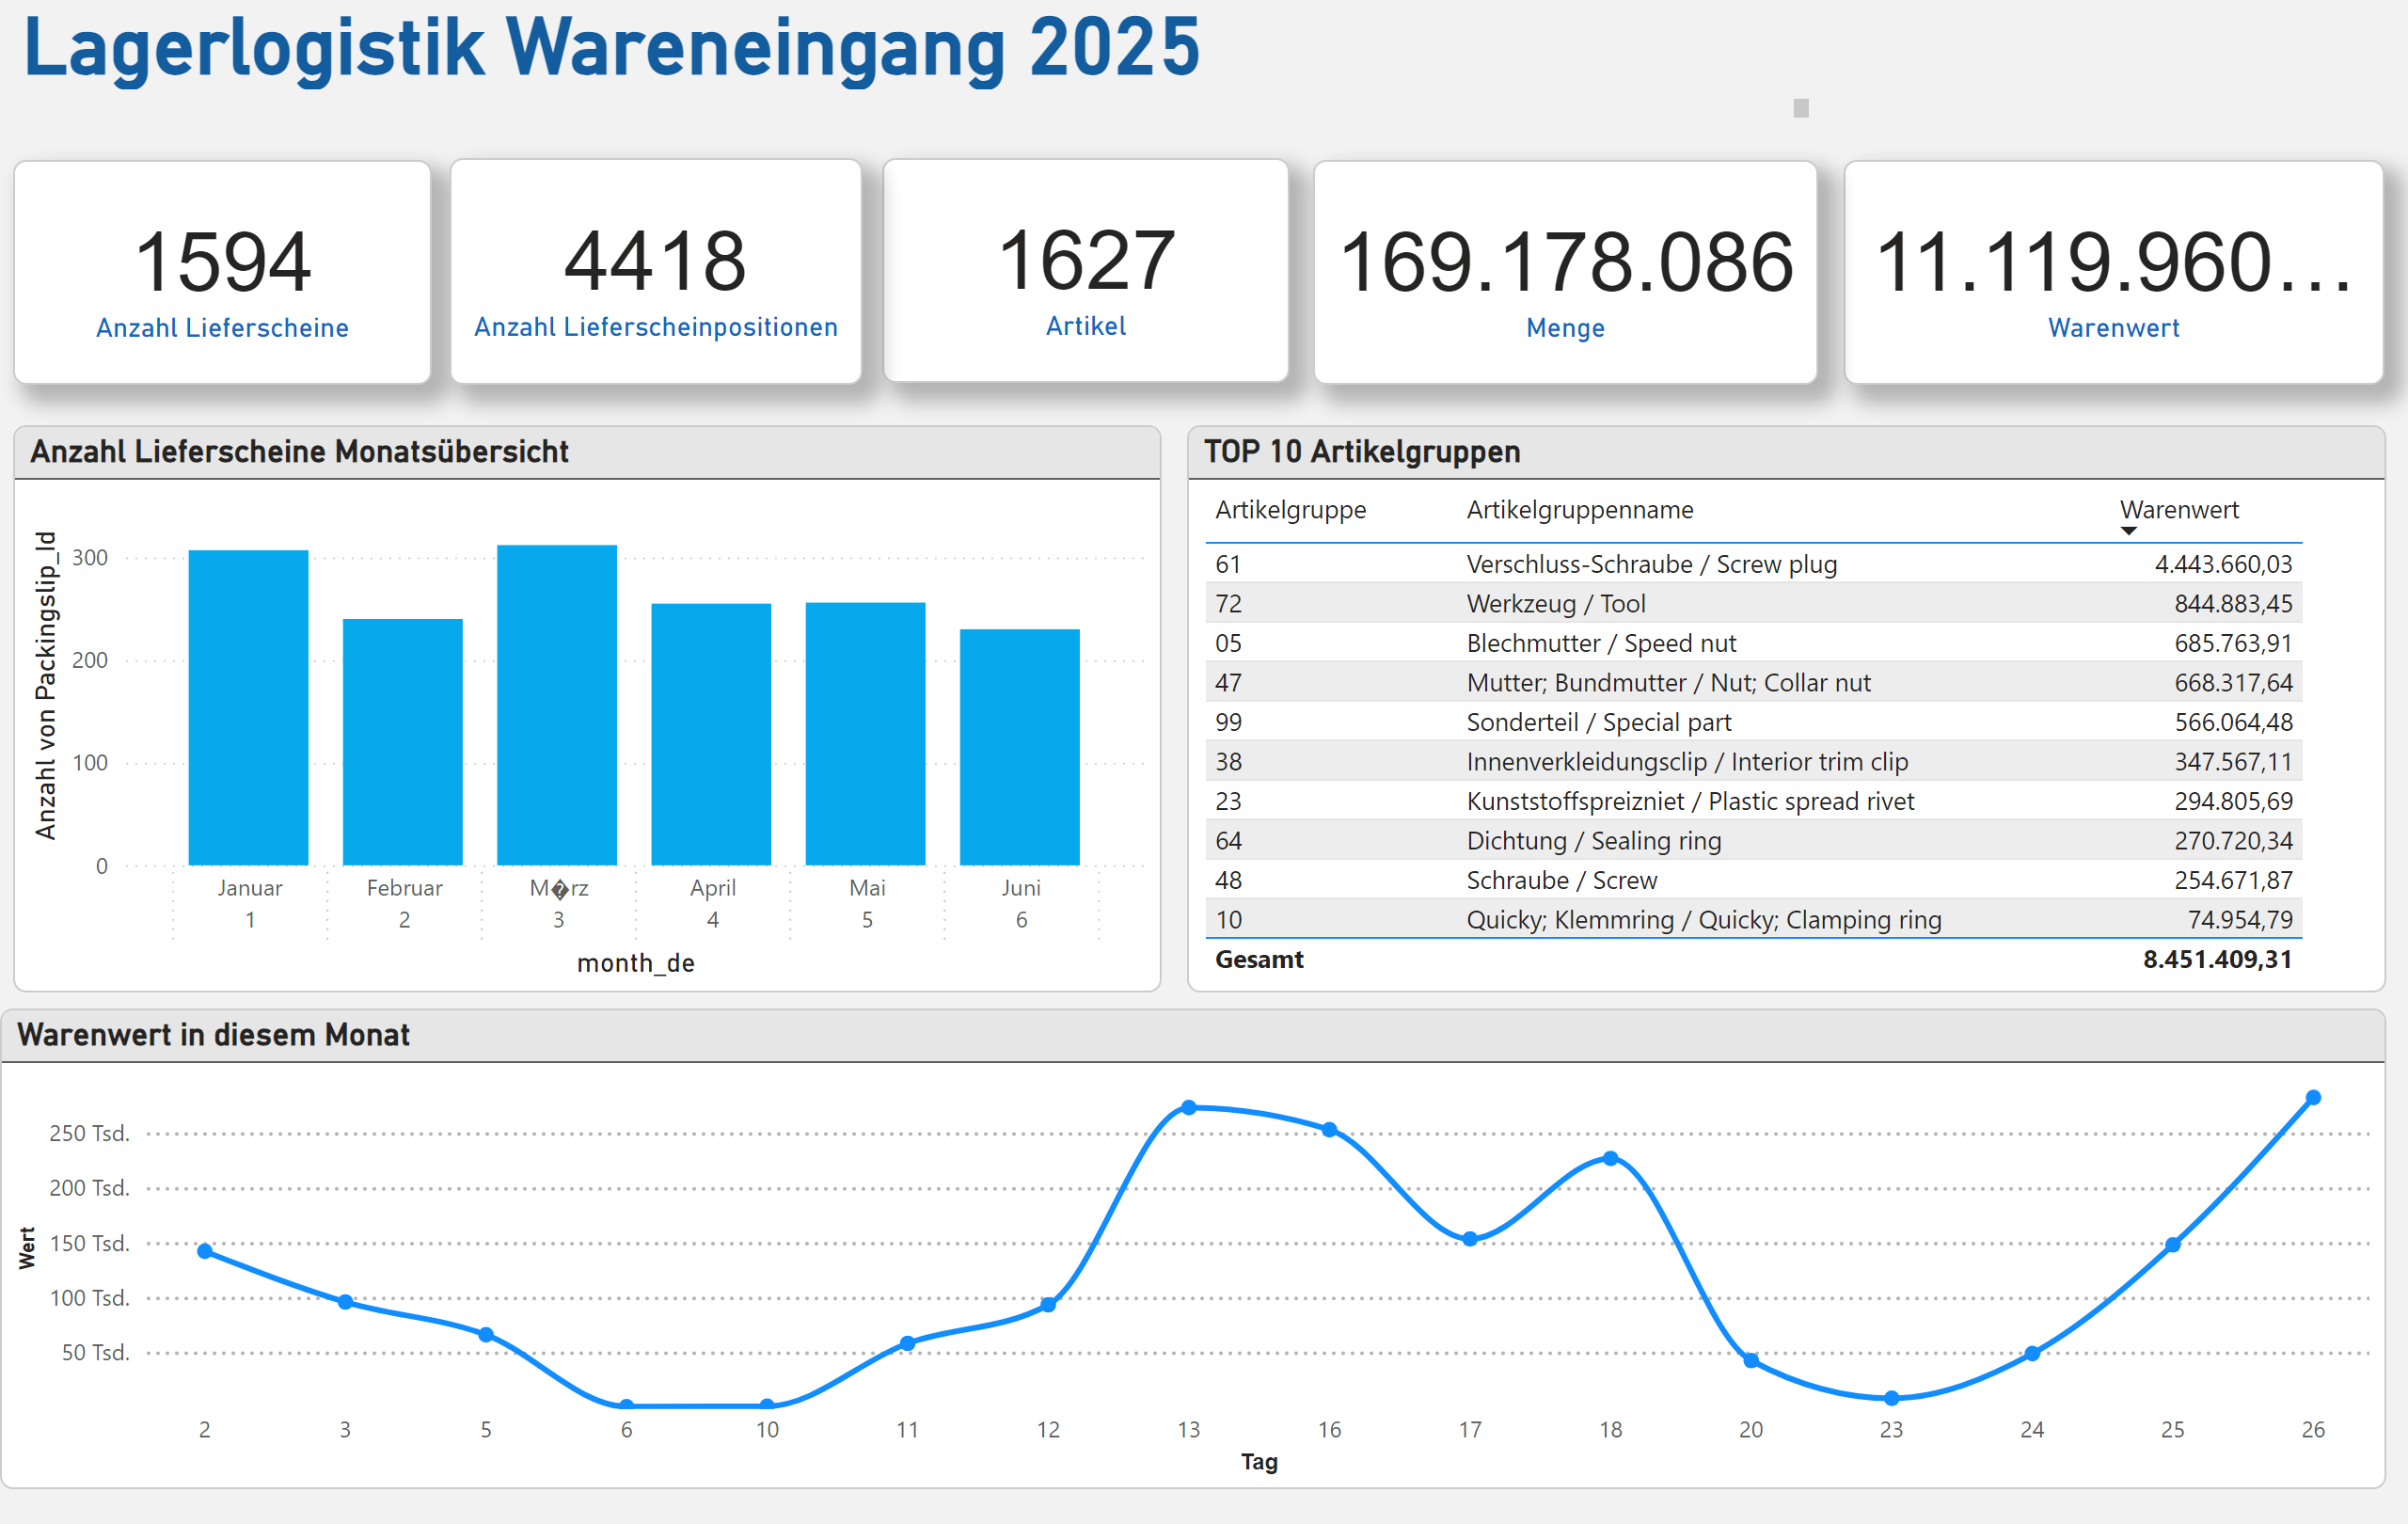 Lagerlogistik Wareneingang 2025
1594
Anzahl Lieferscheine
4418
Anzahl Lieferscheinpositionen
1627
Artikel
169.178.086
Menge
11.119.960...
Warenwert
Anzahl Lieferscheine Monatsübersicht
Anzahl von Packingslip_Id
300
200
100
0
Januar Februar M�rz April Mai Juni
1 2 3 4 5 6
month_de
TOP 10 Artikelgruppen
Artikelgruppe Artikelgruppenname Warenwert
61 Verschluss-Schraube / Screw plug 4.443.660,03
72 Werkzeug / Tool 844.883,45
05 Blechmutter / Speed nut 685.763,91
47 Mutter; Bundmutter / Nut; Collar nut 668.317,64
99 Sonderteil / Special part 566.064,48
38 Innenverkleidungsclip / Interior trim clip 347.567,11
23 Kunststoffspreizniet / Plastic spread rivet 294.805,69
64 Dichtung / Sealing ring 270.720,34
48 Schraube / Screw 254.671,87
10 Quicky; Klemmring / Quicky; Clamping ring 74.954,79
Gesamt 8.451.409,31
Warenwert in diesem Monat
Wert
250 Tsd.
200 Tsd.
150 Tsd.
100 Tsd.
50 Tsd.
2 3 5 6 10 11 12 13 16 17 18 20 23 24 25 26
Tag